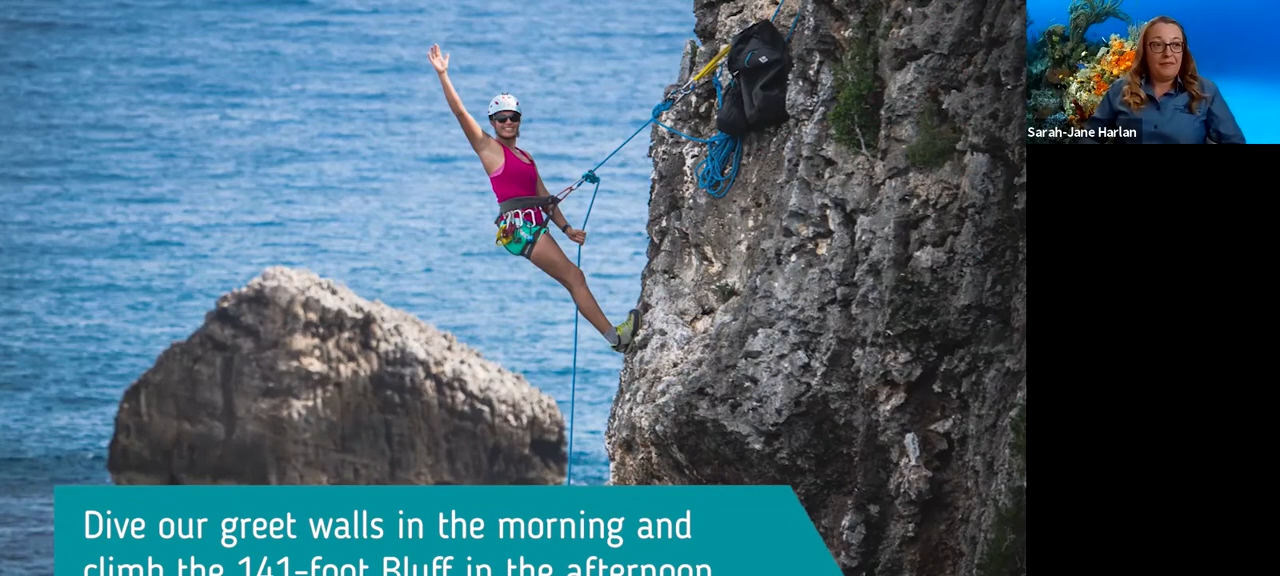 Sarah-Jane Harlan
Dive our greet walls in the morning and
climb the 141-foot Bluff in the afternoon